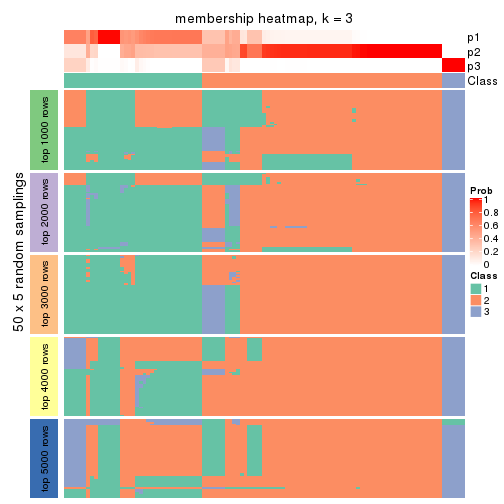 membership heatmap, k = 3
p1
p2
p3
Class
50 x 5 random samplings
top 1000 rows
top 2000 rows
top 3000 rows
top 4000 rows
top 5000 rows
Prob
1
0.8
0.6
0.4
0.2
0
Class
1
2
3